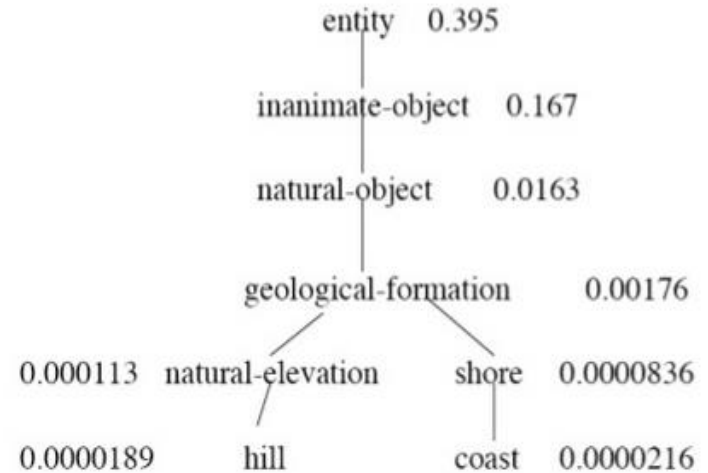 entity 0.395
inanimate-object 0.167
natural-object 0.0163
geological-formation 0.00176
0.000113 natural-elevation shore 0.0000836
0.0000189 hill coast 0.0000216